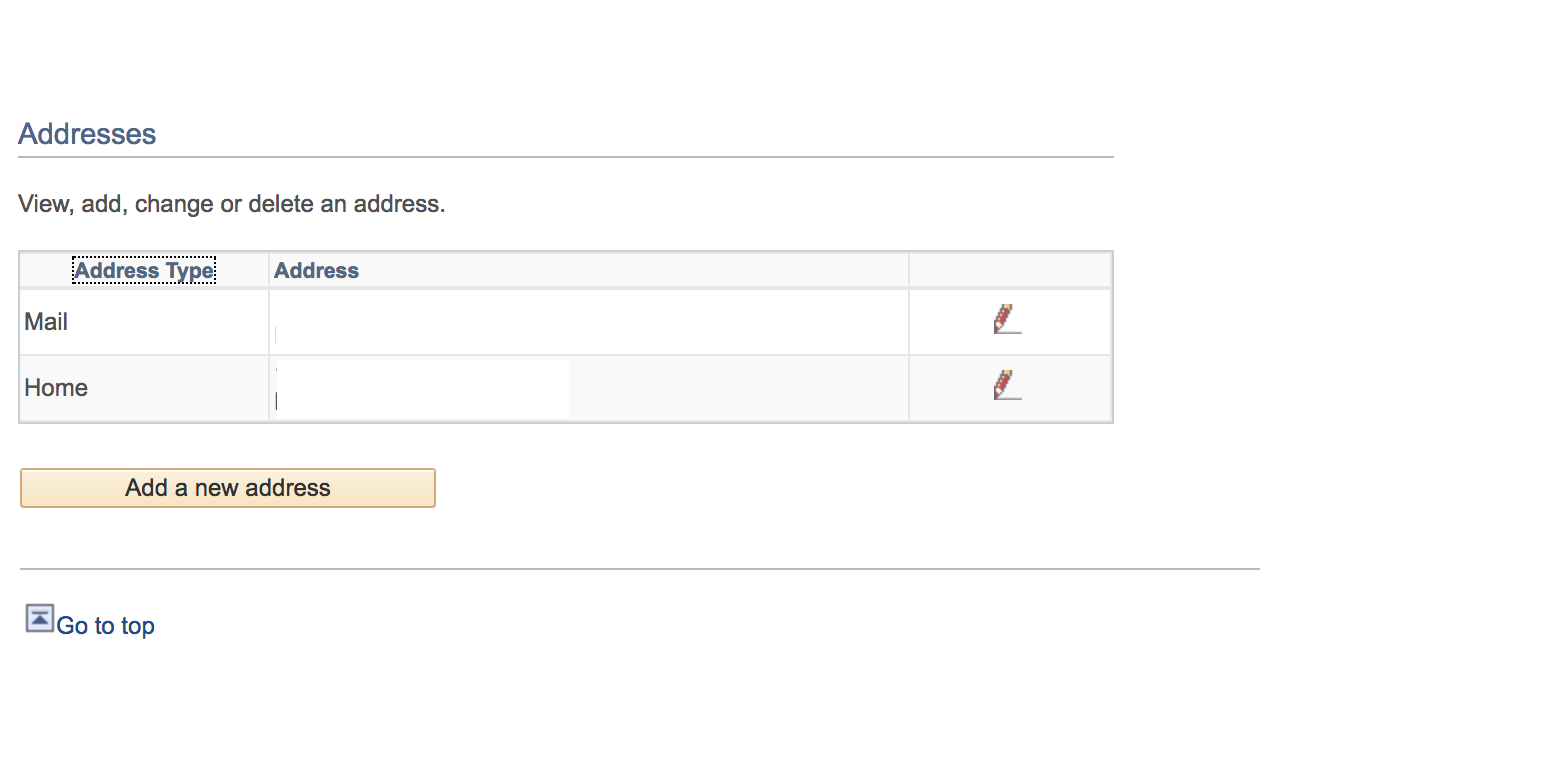 Addresses
View, add, change or delete an address.
Address Type Address
Mail
Home
Add a new address
Go to top